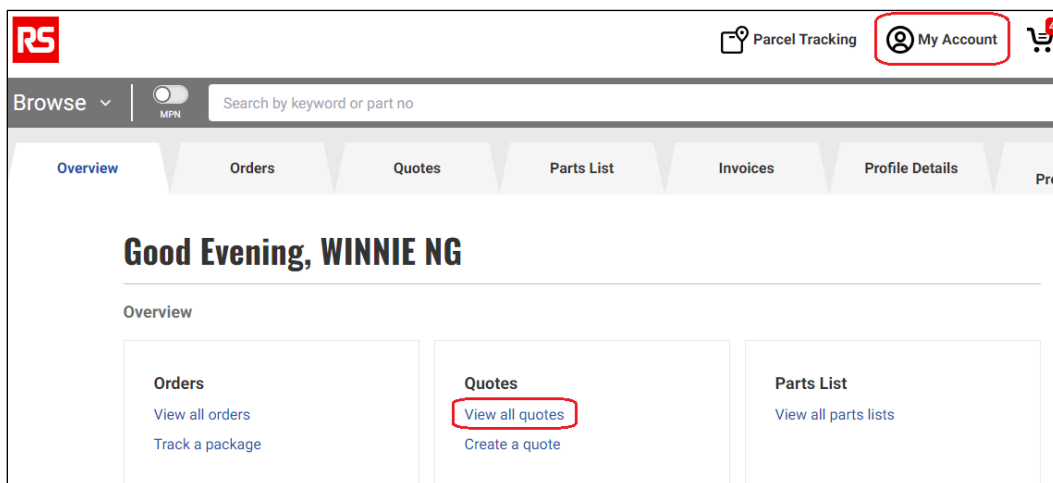 RS
Parcel Tracking
My Account
Browse
MPN
Search by keyword or part no
Overview
Orders
Quotes
Parts List
Invoices
Profile Details
Good Evening, WINNIE NG
Overview
Orders
View all orders
Track a package
Quotes
View all quotes
Create a quote
Parts List
View all parts lists